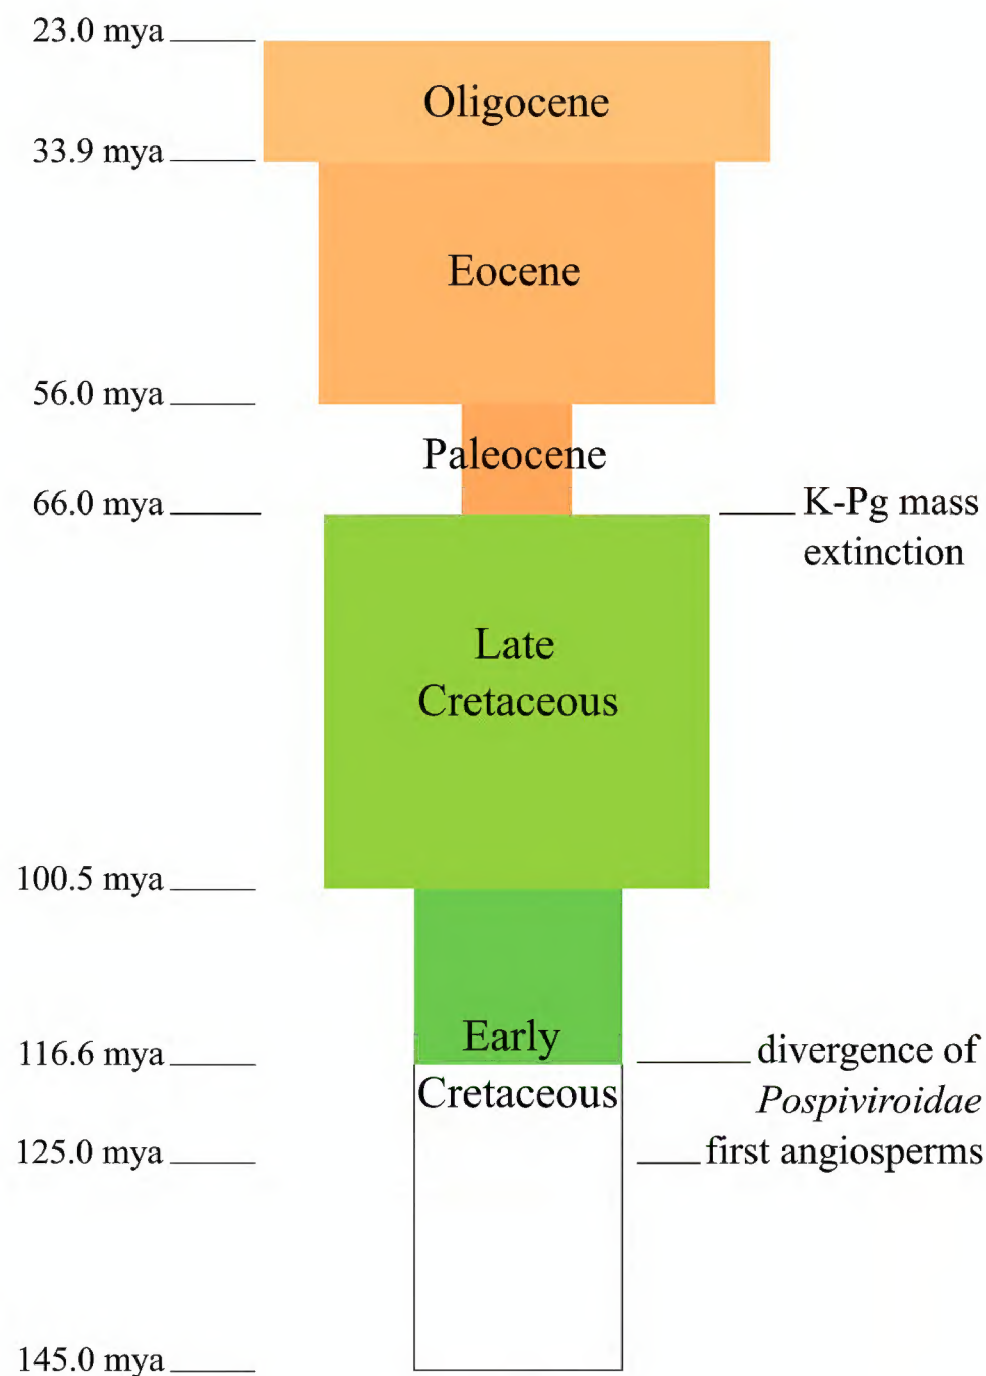 23.0 mya
Oligocene
33.9 mya
Eocene
56.0 mya
Paleocene
66.0 mya
K-Pg mass
extinction
Late
Cretaceous
100.5 mya
Early
116.6 mya
divergence of
Cretaceous
Pospiviroidae
125.0 mya
first angiosperms
145.0 mya